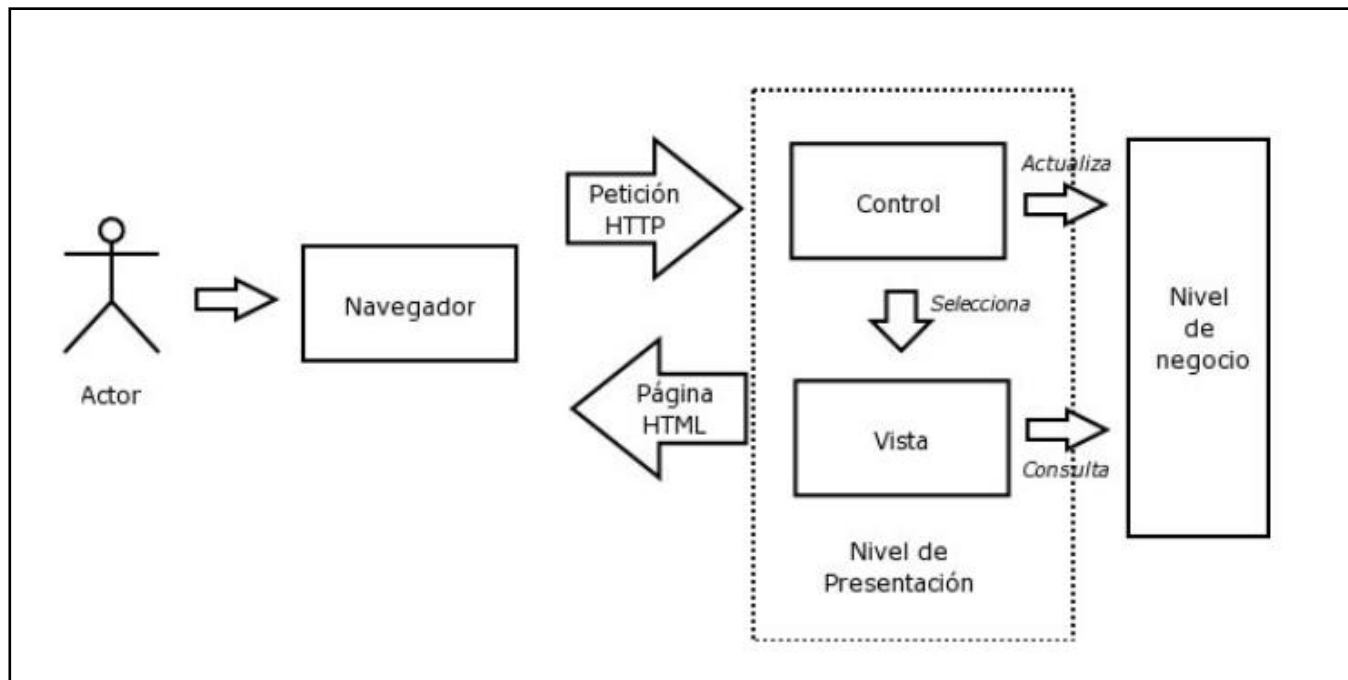 Actor
Navegador
Petición
HTTP
Página
HTML
Control
Actualiza
Selecciona
Vista
Consulta
Nivel de
Presentación
Nivel
de
negocio